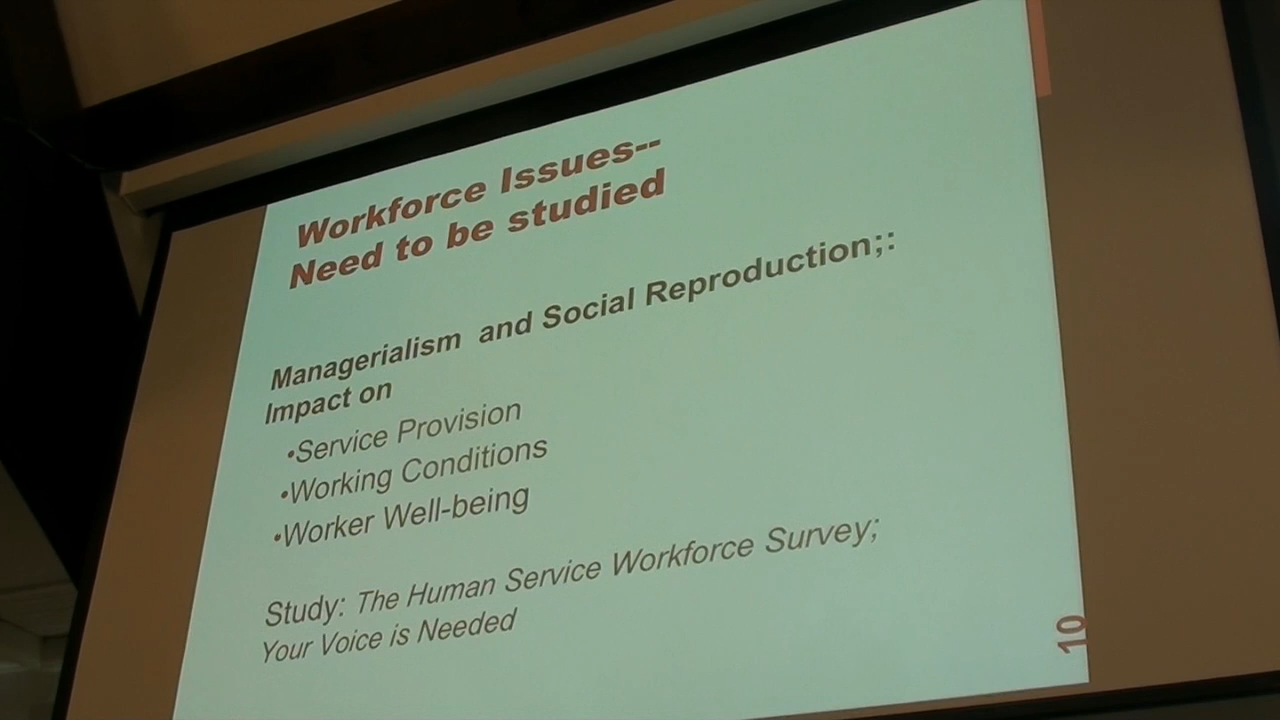 Workforce Issues--
Need to be studied
Managerialism and Social Reproduction;:
Impact on
•Service Provision
•Working Conditions
•Worker Well-being
Study: The Human Service Workforce Survey;
Your Voice is Needed
10